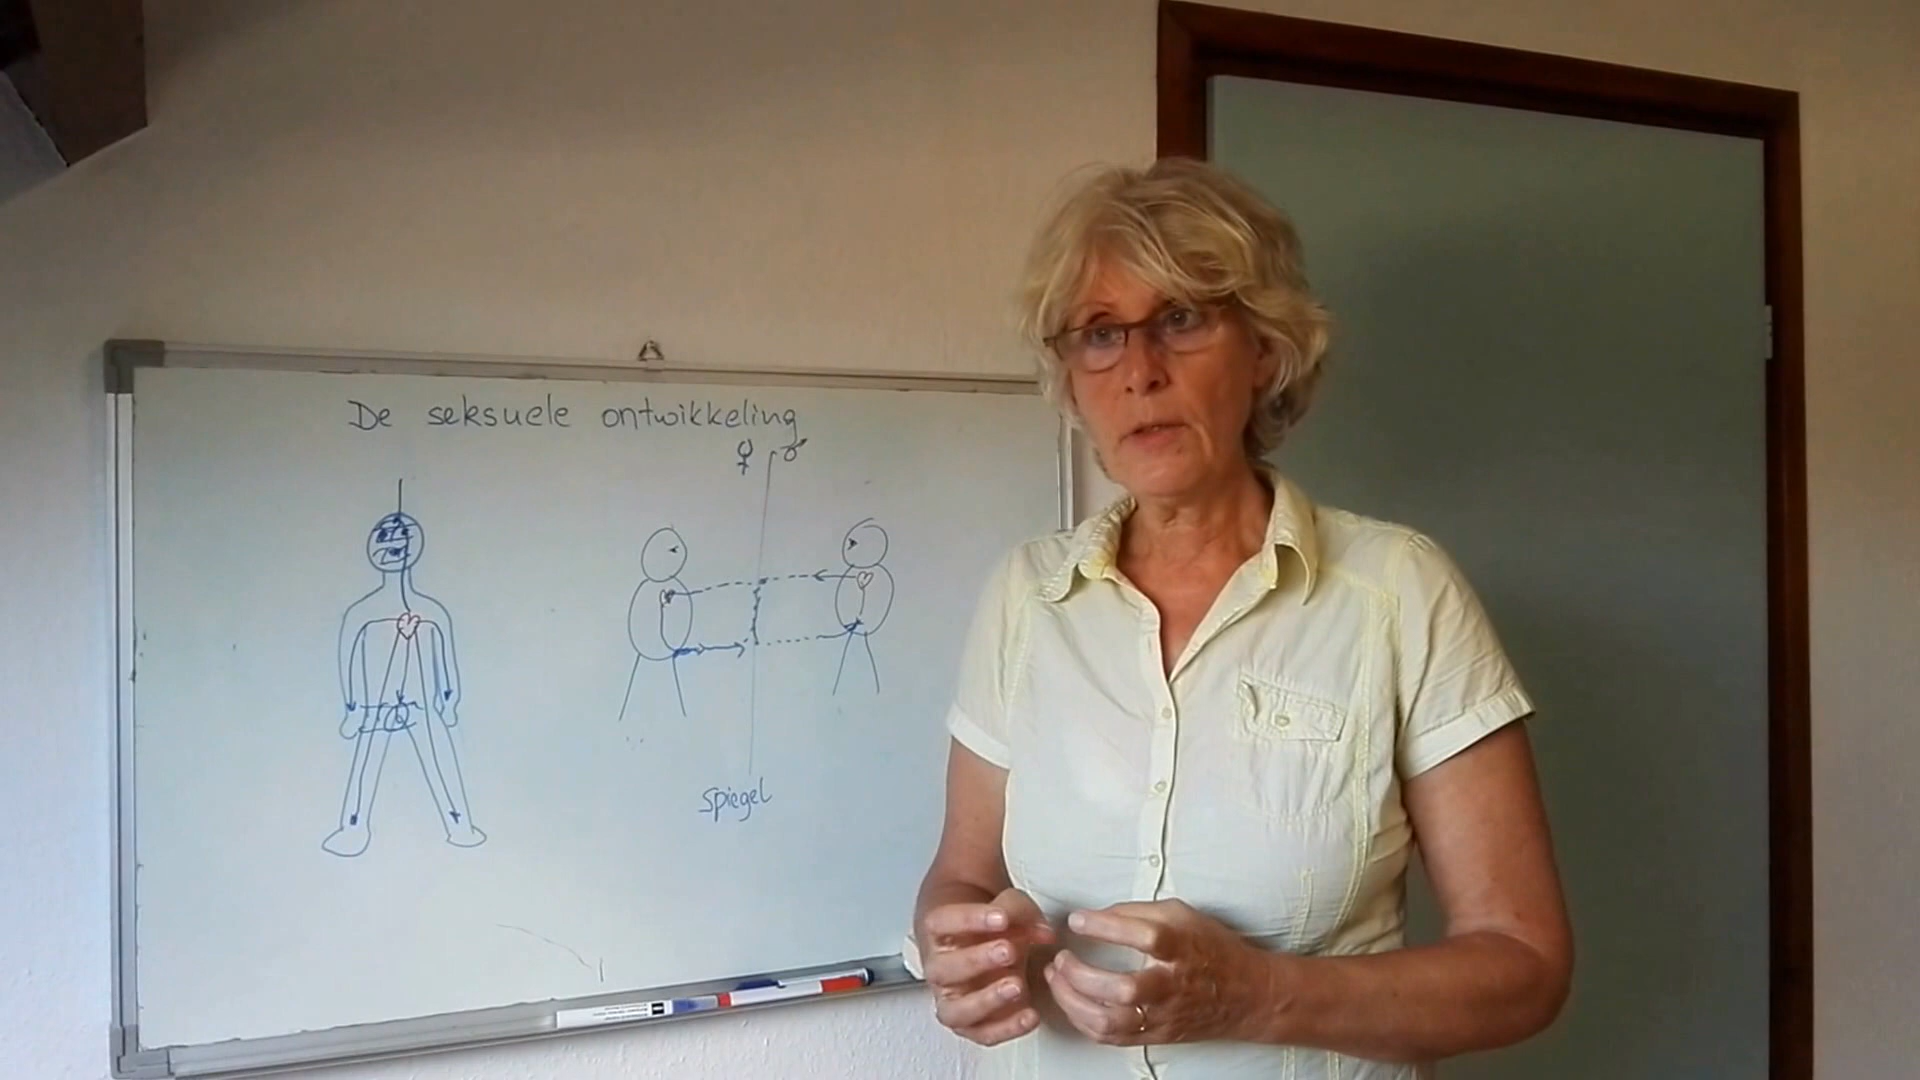 De seksuele ontwikkeling
♀ ♂
spiegel